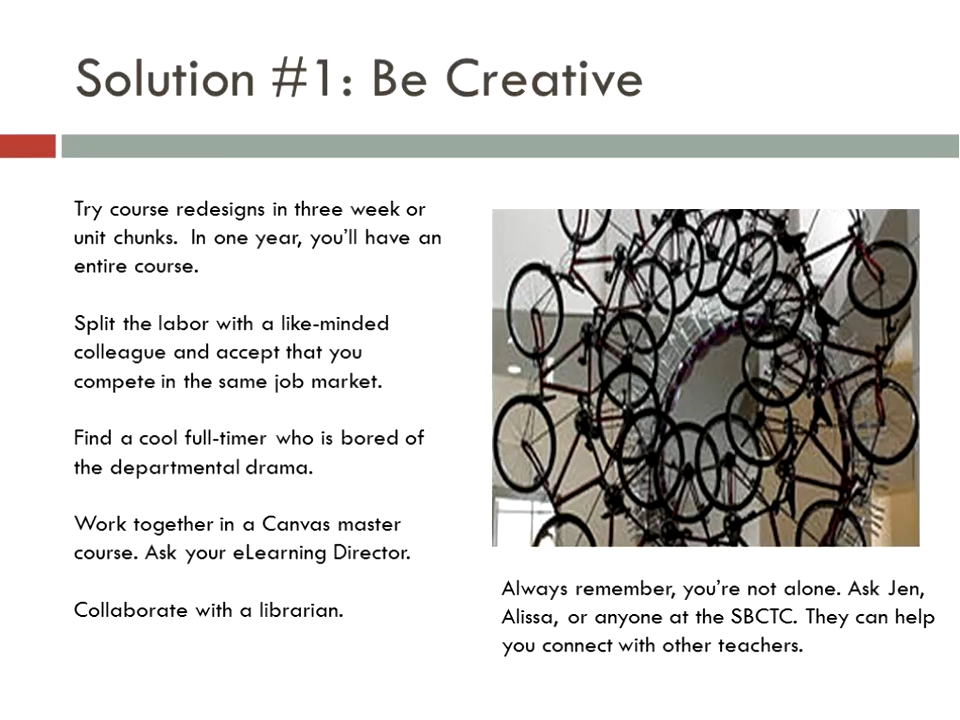 Solution #1: Be Creative
Try course redesigns in three week or
unit chunks.  In one year, you'll have an
entire course.
Split the labor with a like-minded
colleague and accept that you
compete in the same job market.
Find a cool full-timer who is bored of
the departmental drama.
Work together in a Canvas master
course. Ask your eLearning Director.
Collaborate with a librarian.
Always remember, you're not alone. Ask Jen,
Alissa, or anyone at the SBCTC. They can help
you connect with other teachers.